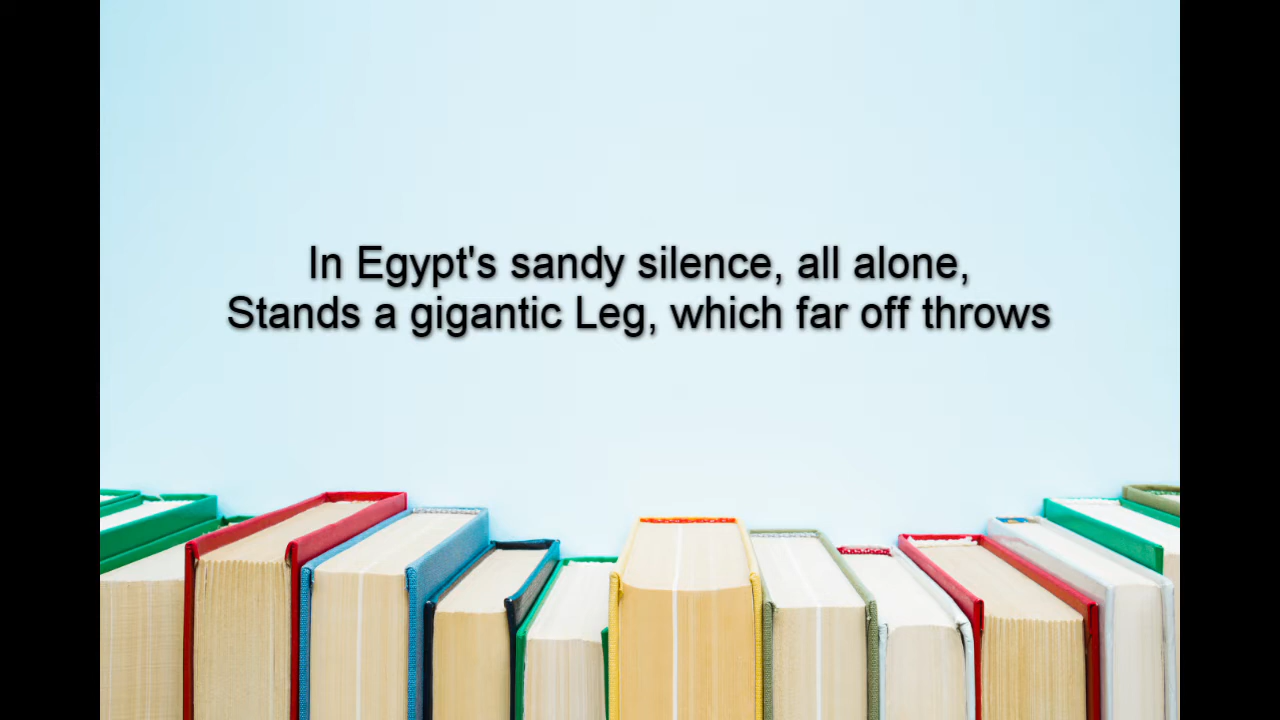 In Egypt's sandy silence, all alone,
Stands a gigantic Leg, which far off throws